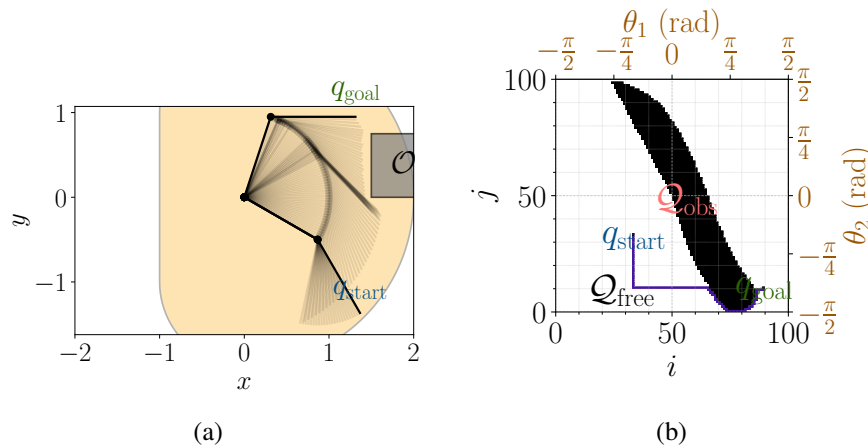 q_goal
𝒪
q_start
y
1
0
−1
−2
−1
0
1
2
x
(a)
θ_1 (rad)
−π/2
−π/4
0
π/4
π/2
100
50
0
j
𝒬_obs
q_start
𝒬_free
q_goal
π/2
π/4
0
−π/4
−π/2
θ_2 (rad)
0
50
100
i
(b)